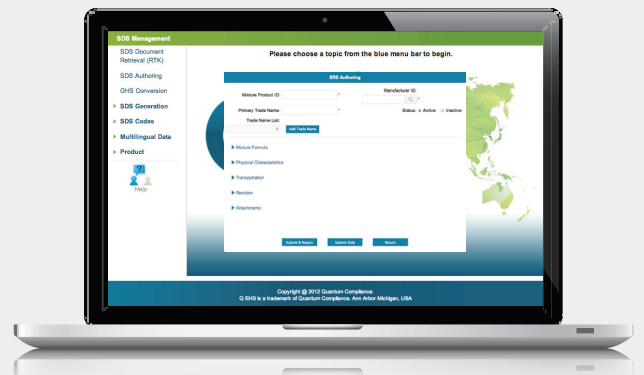 SDS Management
SDS Document
Retrieval (RTK)
SDS Authoring
GHS Conversion
SDS Generation
SDS Codes
Multilingual Data
Product
Help
Please choose a topic from the blue menu bar to begin.
SDS Authoring
Mixture Product ID:
*
Manufacturer ID:
*
Primary Trade Name:
*
Status: Active Inactive
Trade Name List:
Add Trade Name
Mixture Formula
Physical Characteristics
Transportation
Revision
Attachments
Submit & Report
Submit Only
Return
Copyright @ 2012 Quantum Compliance.
Q EHS is a trademark of Quantum Compliance. Ann Arbor Michigan, USA